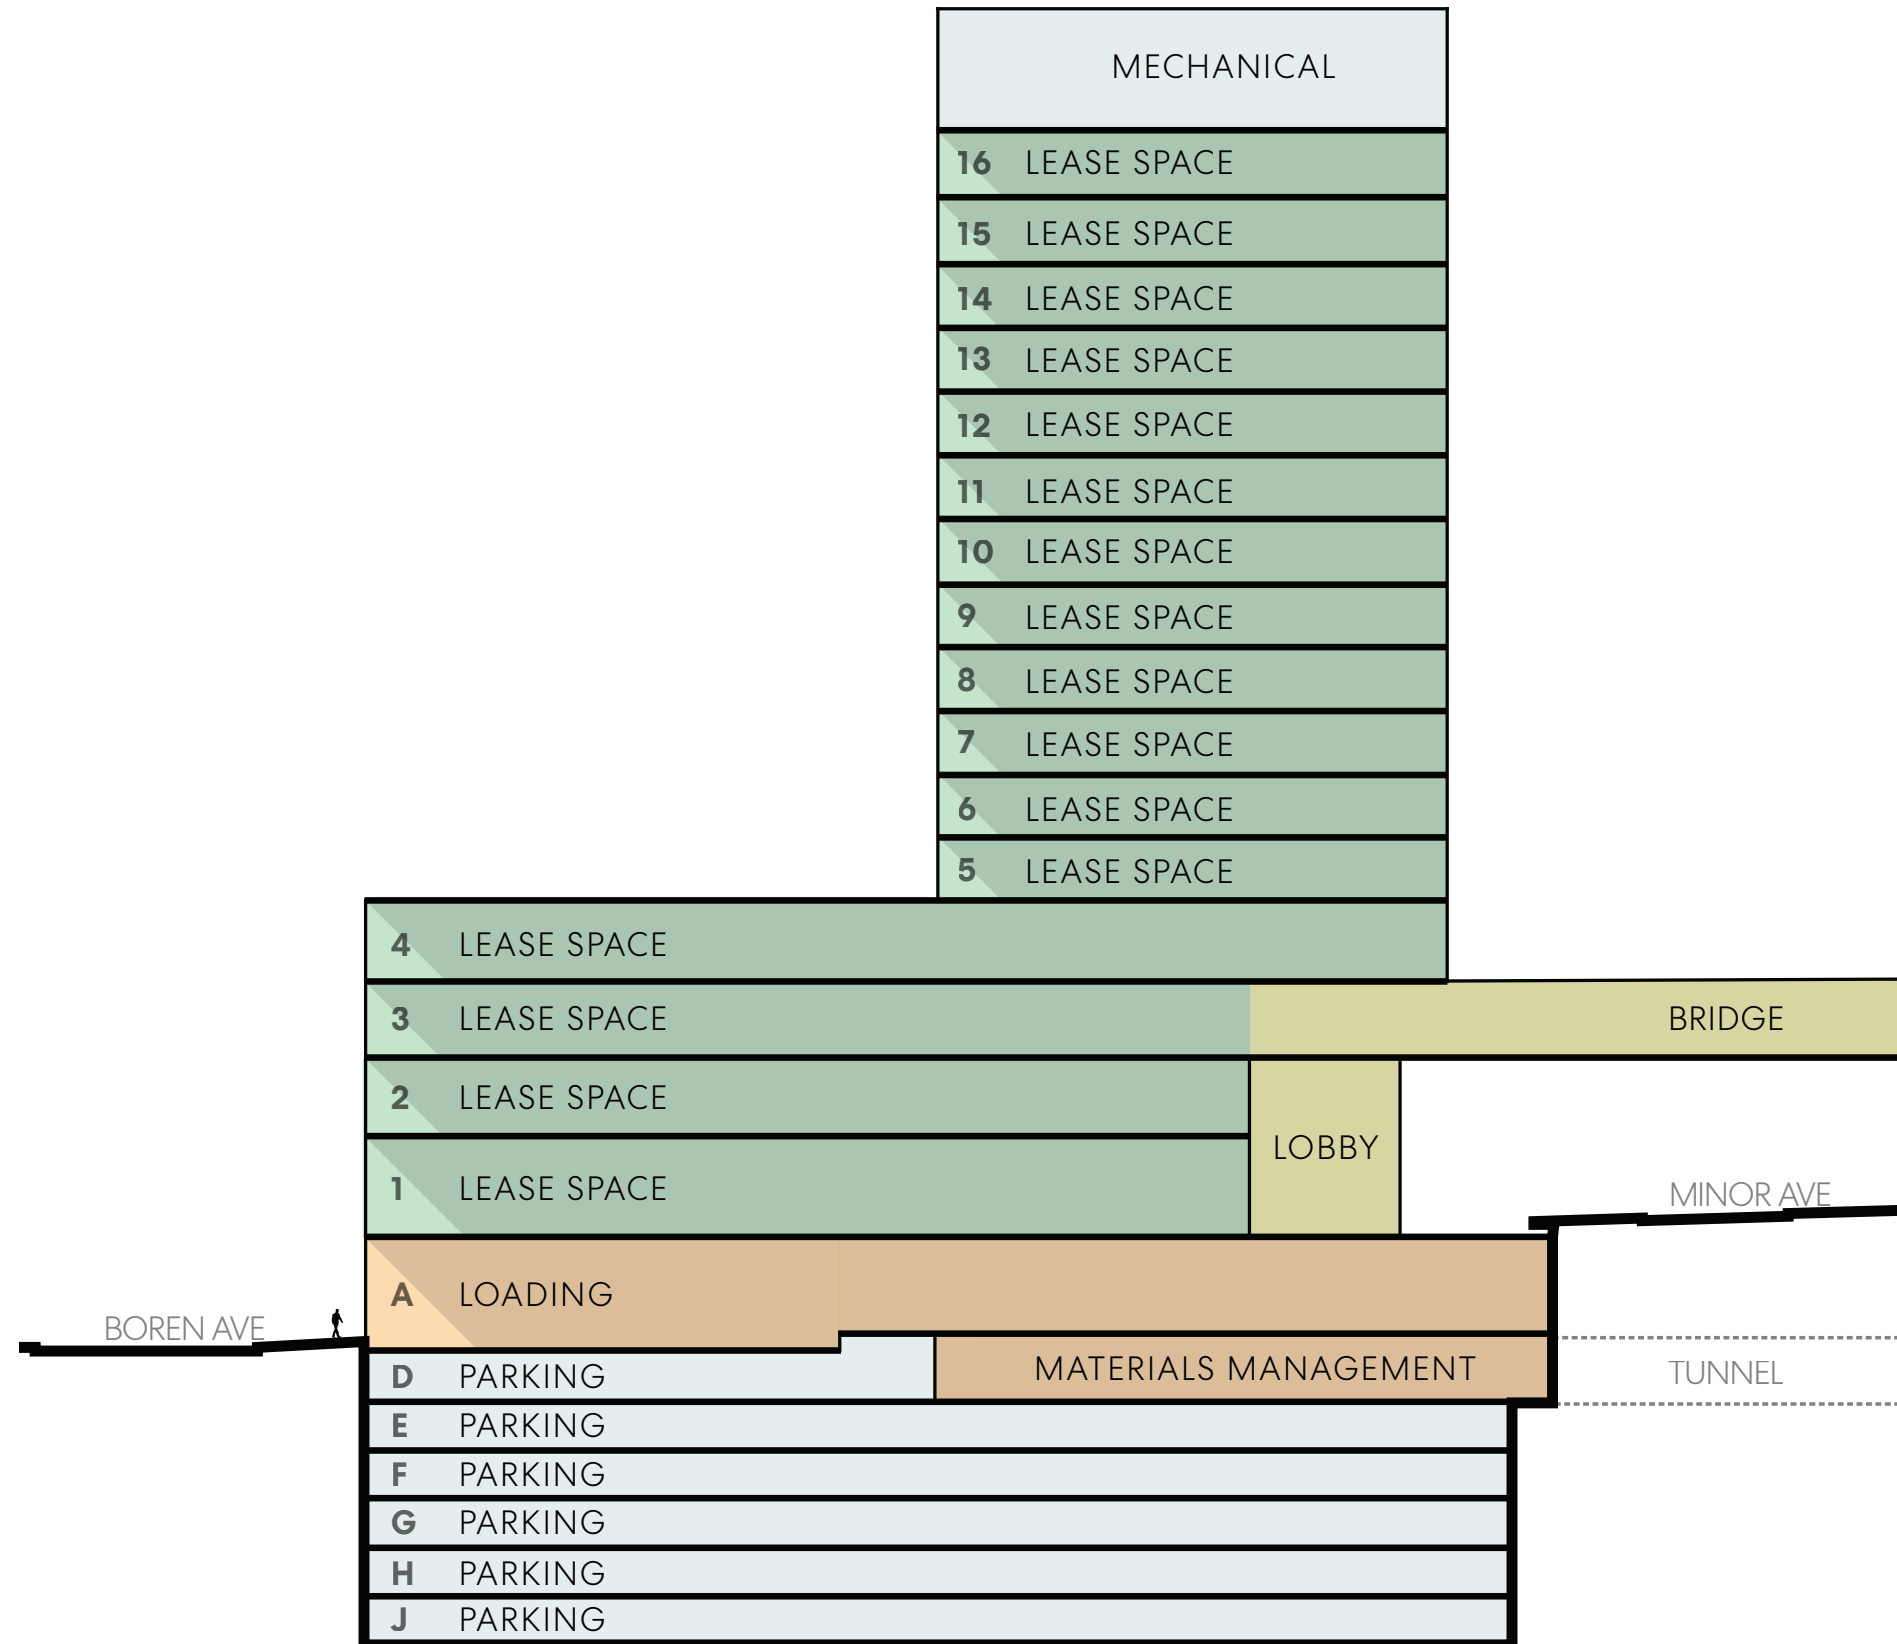 MECHANICAL
16 LEASE SPACE
15 LEASE SPACE
14 LEASE SPACE
13 LEASE SPACE
12 LEASE SPACE
11 LEASE SPACE
10 LEASE SPACE
9 LEASE SPACE
8 LEASE SPACE
7 LEASE SPACE
6 LEASE SPACE
5 LEASE SPACE
4 LEASE SPACE
3 LEASE SPACE
BRIDGE
2 LEASE SPACE
LOBBY
1 LEASE SPACE
MINOR AVE
A LOADING
BOREN AVE
D PARKING
MATERIALS MANAGEMENT
TUNNEL
E PARKING
F PARKING
G PARKING
H PARKING
J PARKING